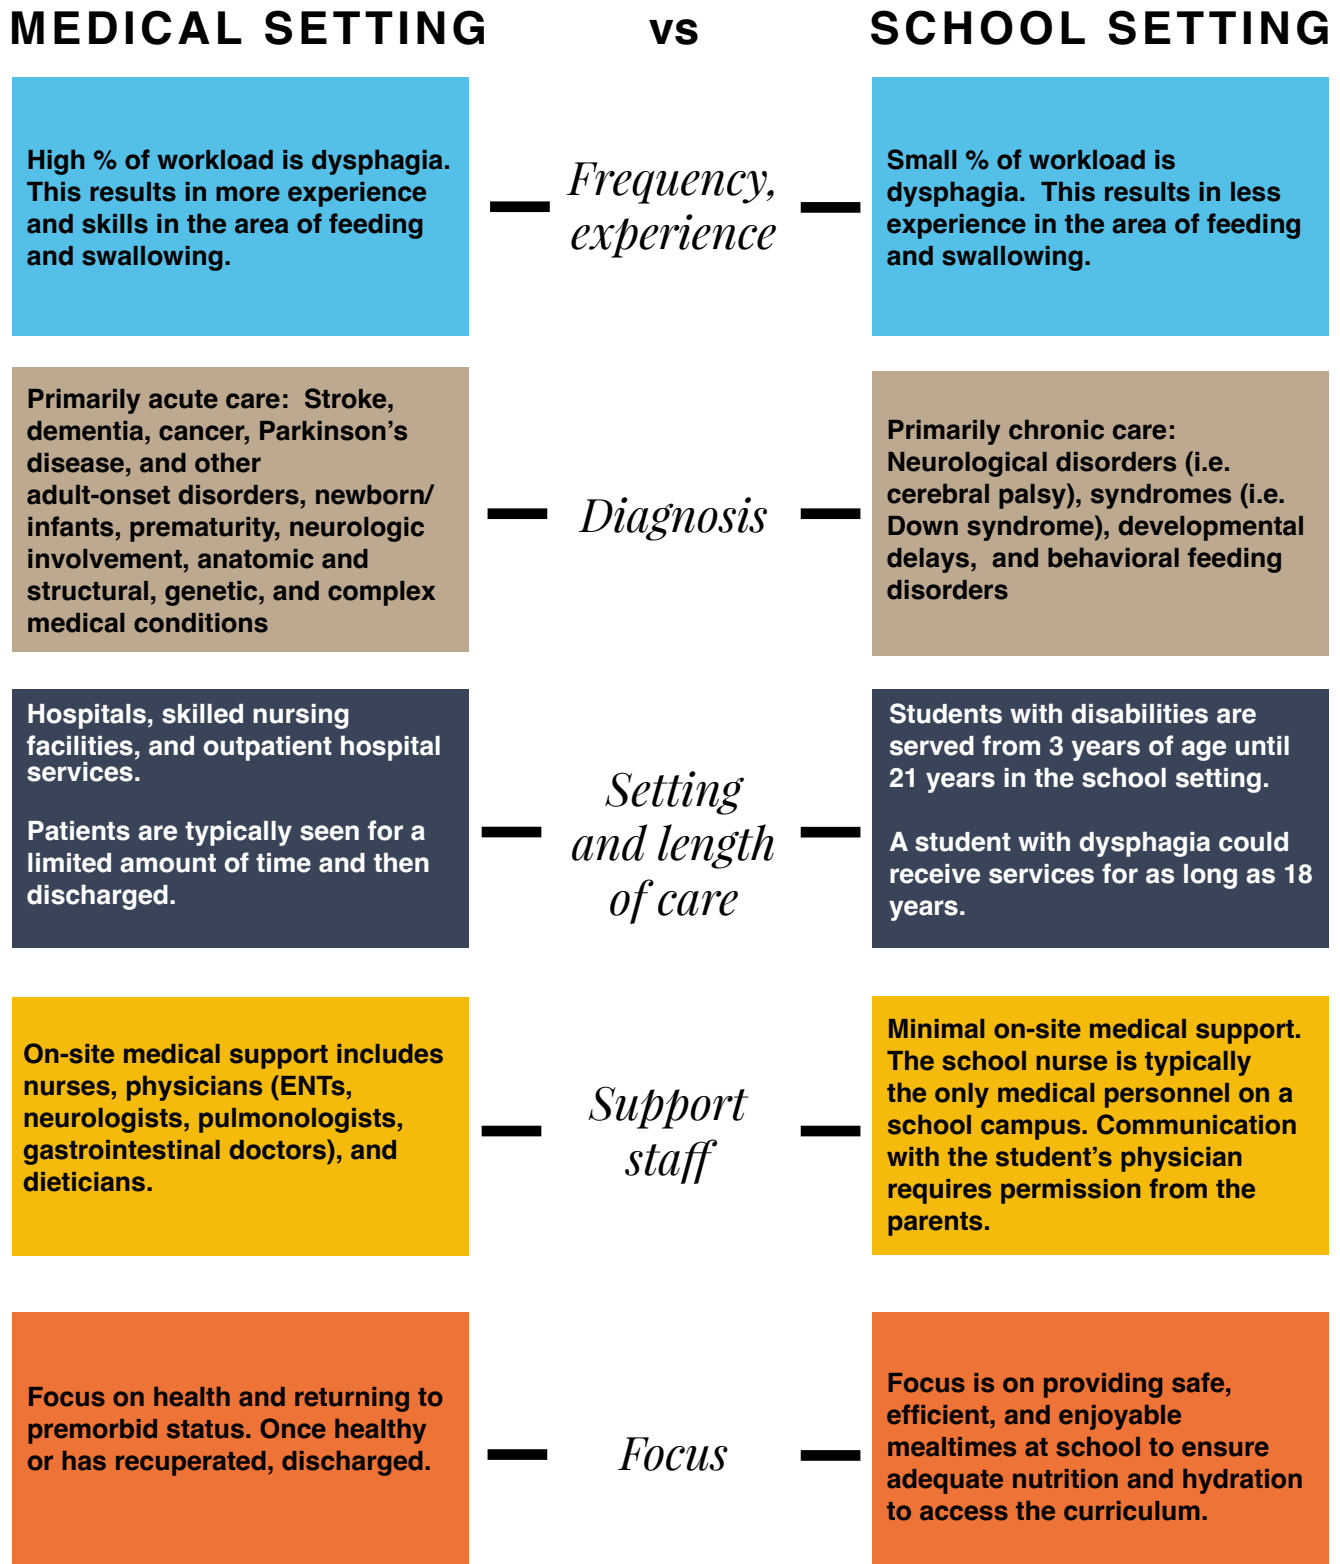 MEDICAL SETTING
vs
SCHOOL SETTING
High % of workload is dysphagia.
This results in more experience
and skills in the area of feeding
and swallowing.
Frequency,
experience
Small % of workload is
dysphagia.  This results in less
experience in the area of feeding
and swallowing.
Primarily acute care:  Stroke,
dementia, cancer, Parkinson’s
disease, and other
adult-onset disorders, newborn/
infants, prematurity, neurologic
involvement, anatomic and
structural, genetic, and complex
medical conditions
Diagnosis
Primarily chronic care:
Neurological disorders (i.e.
cerebral palsy), syndromes (i.e.
Down syndrome), developmental
delays,  and behavioral feeding
disorders
Hospitals, skilled nursing
facilities, and outpatient hospital
services.
Patients are typically seen for a
limited amount of time and then
discharged.
Setting
and length
of care
Students with disabilities are
served from 3 years of age until
21 years in the school setting.
A student with dysphagia could
receive services for as long as 18
years.
On-site medical support includes
nurses, physicians (ENTs,
neurologists, pulmonologists,
gastrointestinal doctors), and
dieticians.
Support
staff
Minimal on-site medical support.
The school nurse is typically
the only medical personnel on a
school campus. Communication
with the student’s physician
requires permission from the
parents.
Focus on health and returning to
premorbid status. Once healthy
or has recuperated, discharged.
Focus
Focus is on providing safe,
efficient, and enjoyable
mealtimes at school to ensure
adequate nutrition and hydration
to access the curriculum.